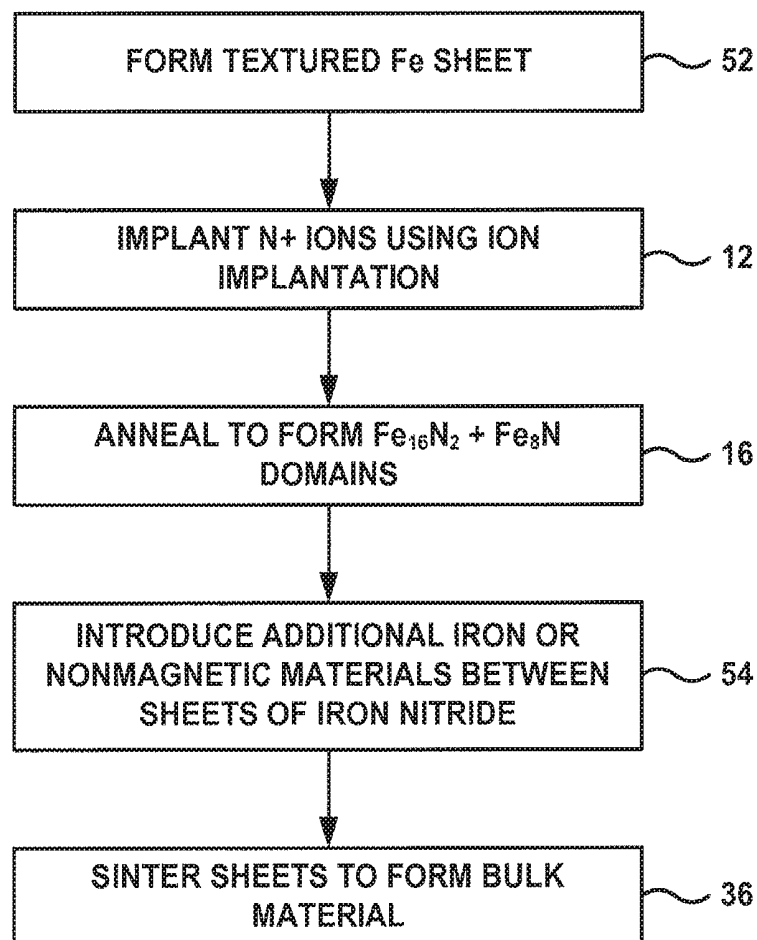 FORM TEXTURED Fe SHEET
52
IMPLANT N+ IONS USING ION
IMPLANTATION
12
ANNEAL TO FORM Fe₁₆N₂ + Fe₈N
DOMAINS
16
INTRODUCE ADDITIONAL IRON OR
NONMAGNETIC MATERIALS BETWEEN
SHEETS OF IRON NITRIDE
54
SINTER SHEETS TO FORM BULK
MATERIAL
36